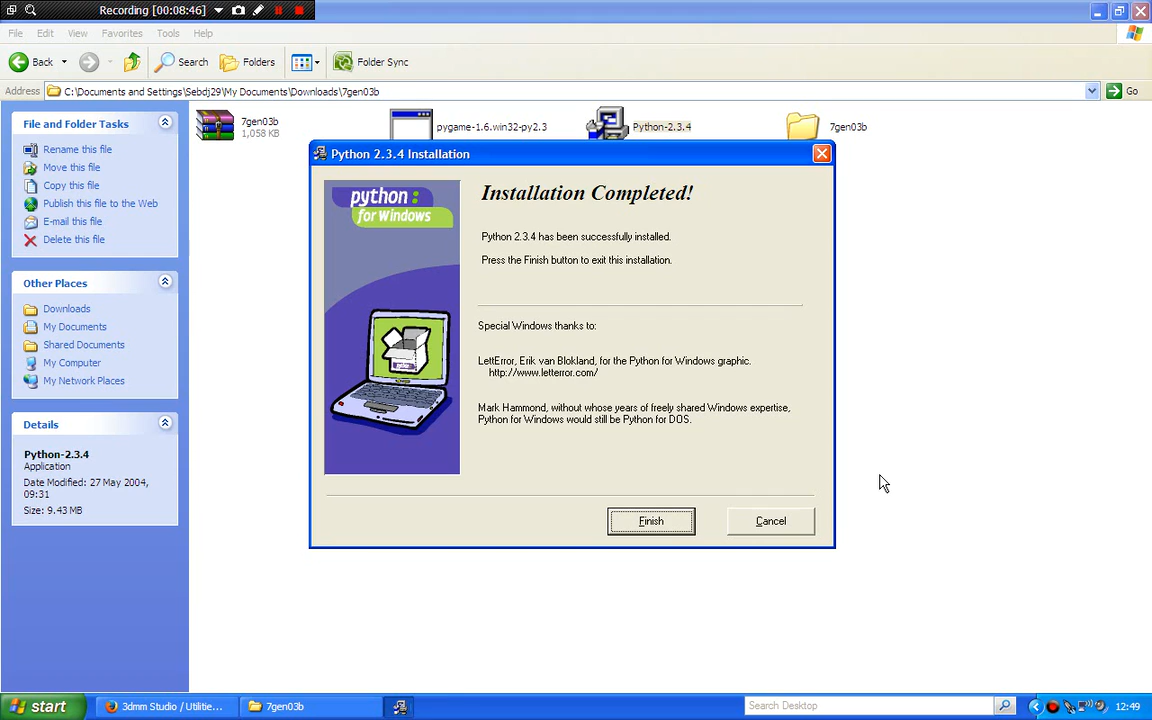 Recording [00:08:46]
File Edit View Favorites Tools Help
Back Search Folders Folder Sync
Address C:\Documents and Settings\Sebdj29\My Documents\Downloads\7gen03b Go
File and Folder Tasks
Rename this file
Move this file
Copy this file
Publish this file to the Web
E-mail this file
Delete this file
Other Places
Downloads
My Documents
Shared Documents
My Computer
My Network Places
Details
Python-2.3.4
Application
Date Modified: 27 May 2004,
09:31
Size: 9.43 MB
7gen03b
1,058 KB
pygame-1.6.win32-py2.3
Python-2.3.4
7gen03b
Python 2.3.4 Installation
python:
for Windows
Installation Completed!
Python 2.3.4 has been successfully installed.
Press the Finish button to exit this installation.
Special Windows thanks to:
LettError, Erik van Blokland, for the Python for Windows graphic.
http://www.letterror.com/
Mark Hammond, without whose years of freely shared Windows expertise,
Python for Windows would still be Python for DOS.
Finish Cancel
start 3dmm Studio / Utilitie... 7gen03b Search Desktop 12:49